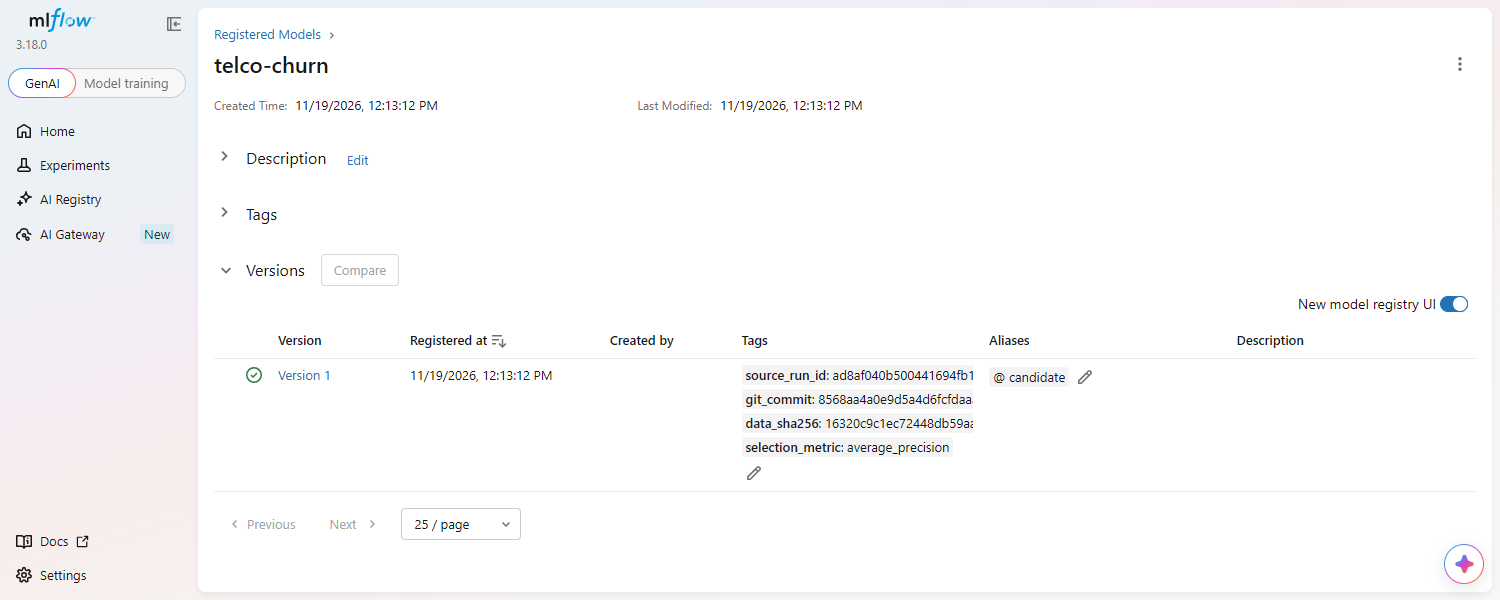 mlflow
3.18.0
GenAI Model training
Home
Experiments
AI Registry
AI Gateway New
Docs
Settings
Registered Models
telco-churn
Created Time: 11/19/2026, 12:13:12 PM Last Modified: 11/19/2026, 12:13:12 PM
Description Edit
Tags
Versions Compare
New model registry UI
Version Registered at Created by Tags Aliases Description
Version 1 11/19/2026, 12:13:12 PM source_run_id: ad8af040b500441694fb1 @ candidate
git_commit: 8568aa4a0e9d5a4d6fcfdaa
data_sha256: 16320c9c1ec72448db59aa
selection_metric: average_precision
Previous Next 25 / page